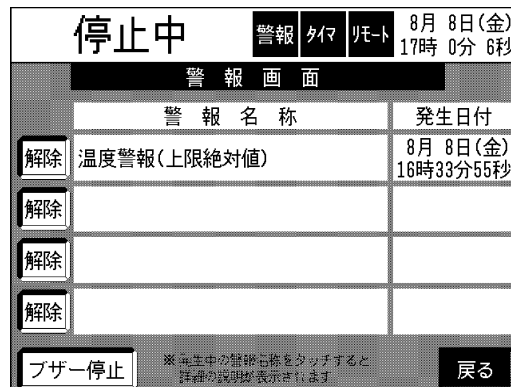 停止中
警報 タイマ リモート
8月 8日(金)
17時 0分 6秒
警 報 画 面
警 報 名 称
発生日付
解除
温度警報(上限絶対値)
8月 8日(金)
16時33分55秒
解除
解除
解除
ブザー停止
※発生中の警報名称をタッチすると
詳細の説明が表示されます
戻る